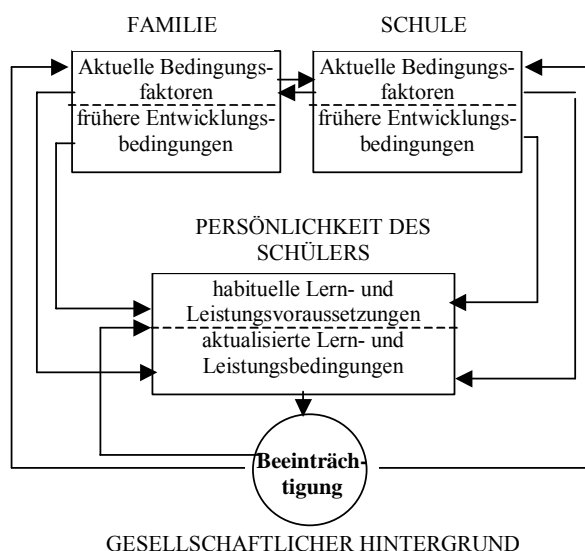 FAMILIE
SCHULE
Aktuelle Bedingungs-
faktoren
frühere Entwicklungs-
bedingungen
Aktuelle Bedingungs-
faktoren
frühere Entwicklungs-
bedingungen
PERSÖNLICHKEIT DES
SCHÜLERS
habituelle Lern- und
Leistungsvoraussetzungen
aktualisierte Lern- und
Leistungsbedingungen
Beeinträch-
tigung
GESELLSCHAFTLICHER HINTERGRUND